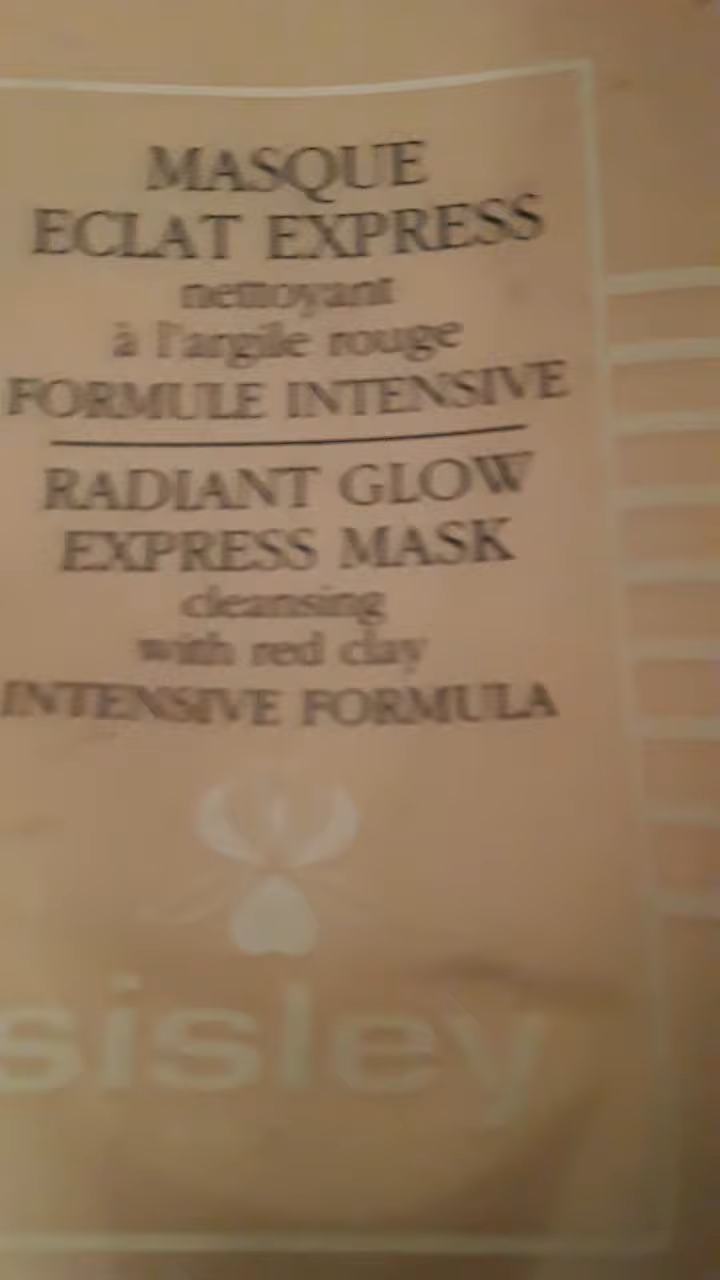 MASQUE
ECLAT EXPRESS
nettoyant
à l'argile rouge
FORMULE INTENSIVE
RADIANT GLOW
EXPRESS MASK
cleansing
with red clay
INTENSIVE FORMULA
sisley